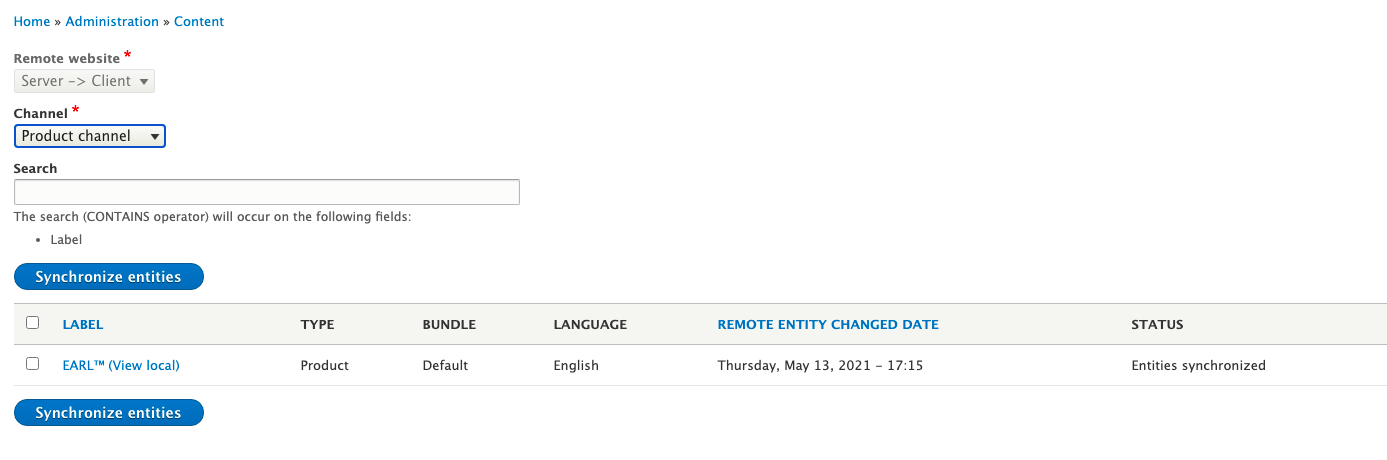 Home » Administration » Content
Remote website *
Server -> Client
Channel *
Product channel
Search
The search (CONTAINS operator) will occur on the following fields:
• Label
Synchronize entities
LABEL TYPE BUNDLE LANGUAGE REMOTE ENTITY CHANGED DATE STATUS
EARL™ (View local) Product Default English Thursday, May 13, 2021 - 17:15 Entities synchronized
Synchronize entities